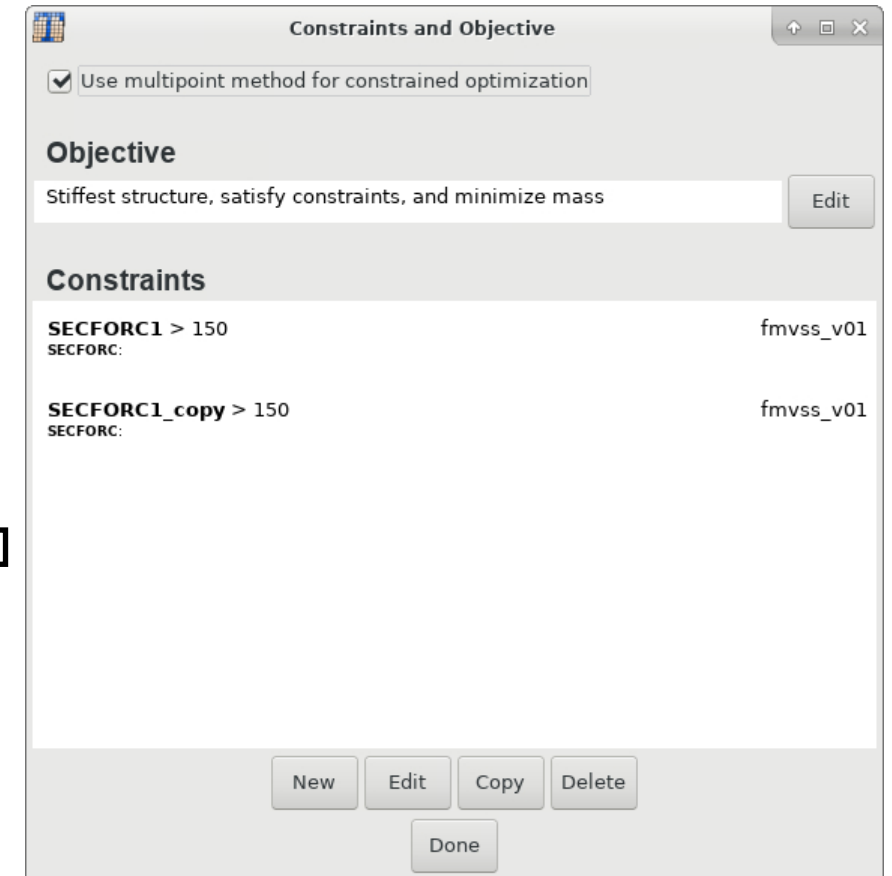 Constraints and Objective
Use multipoint method for constrained optimization
Objective
Stiffest structure, satisfy constraints, and minimize mass
Edit
Constraints
SECFORC1 > 150 fmvss_v01
SECFORC:
SECFORC1_copy > 150 fmvss_v01
SECFORC:
]
New Edit Copy Delete
Done